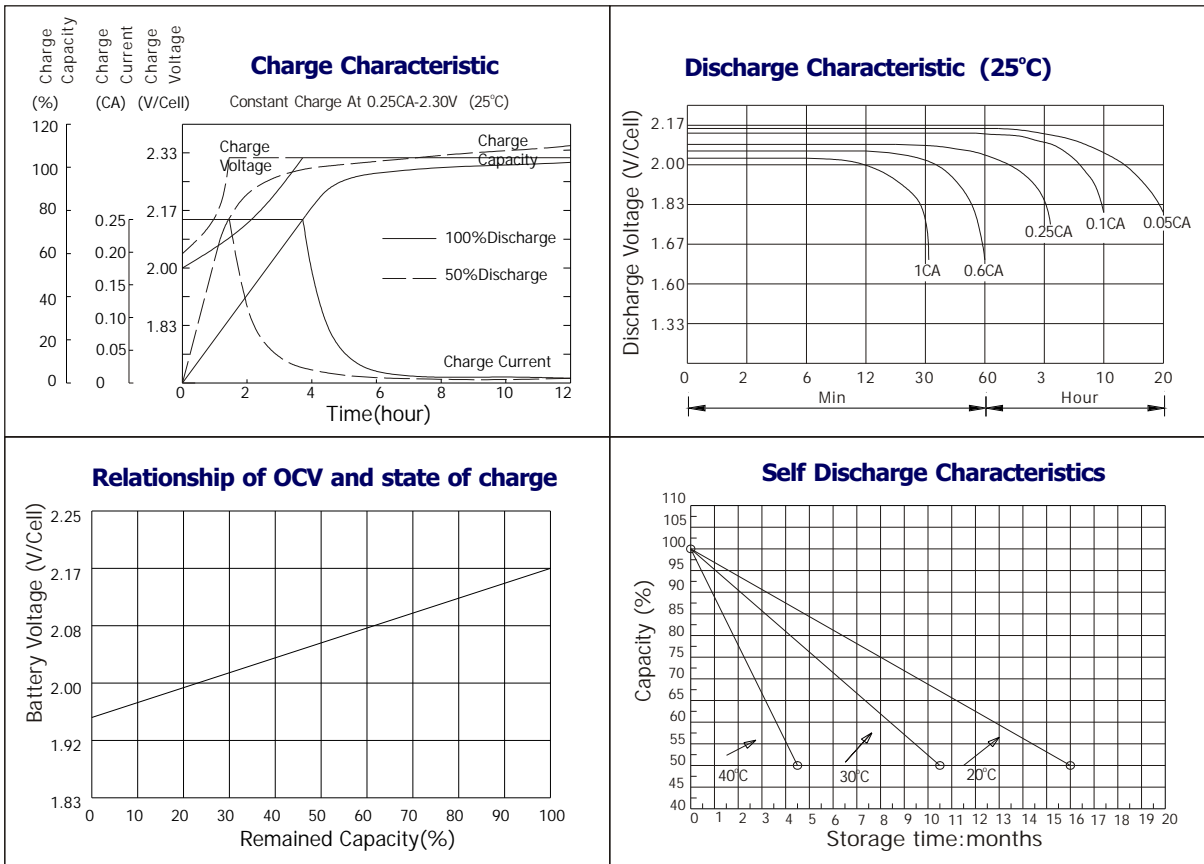 Charge Capacity
Charge Current
Charge Voltage
(%) (CA) (V/Cell)
Charge Characteristic
Constant Charge At 0.25CA-2.30V (25°C)
120
100
80
60
40
20
0
0.25
0.20
0.15
0.10
0.05
0
2.33
2.17
2.00
1.83
Charge Voltage
Charge Capacity
100%Discharge
50%Discharge
Charge Current
0 2 4 6 8 10 12
Time(hour)
Discharge Characteristic (25°C)
Discharge Voltage (V/Cell)
2.17
2.00
1.83
1.67
1.60
1.33
1CA 0.6CA 0.25CA 0.1CA 0.05CA
0 2 6 12 30 60 3 10 20
Min Hour
Relationship of OCV and state of charge
Battery Voltage (V/Cell)
2.25
2.17
2.08
2.00
1.92
1.83
0 10 20 30 40 50 60 70 80 90 100
Remained Capacity(%)
Self Discharge Characteristics
Capacity (%)
110
105
100
95
90
85
80
75
70
65
60
55
50
45
40
40°C 30°C 20°C
0 1 2 3 4 5 6 7 8 9 10 11 12 13 14 15 16 17 18 19 20
Storage time:months